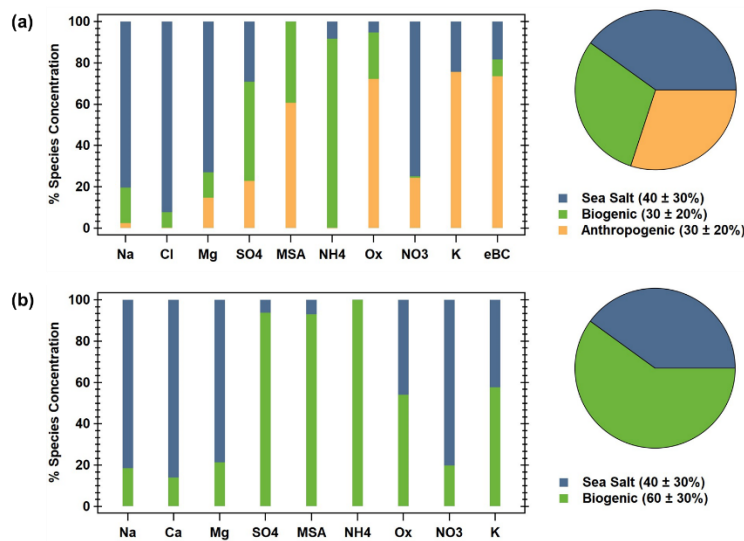 (a)
% Species Concentration
100
80
60
40
20
0
Na Cl Mg SO4 MSA NH4 Ox NO3 K eBC
Sea Salt (40 ± 30%)
Biogenic (30 ± 20%)
Anthropogenic (30 ± 20%)
(b)
% Species Concentration
100
80
60
40
20
0
Na Ca Mg SO4 MSA NH4 Ox NO3 K
Sea Salt (40 ± 30%)
Biogenic (60 ± 30%)